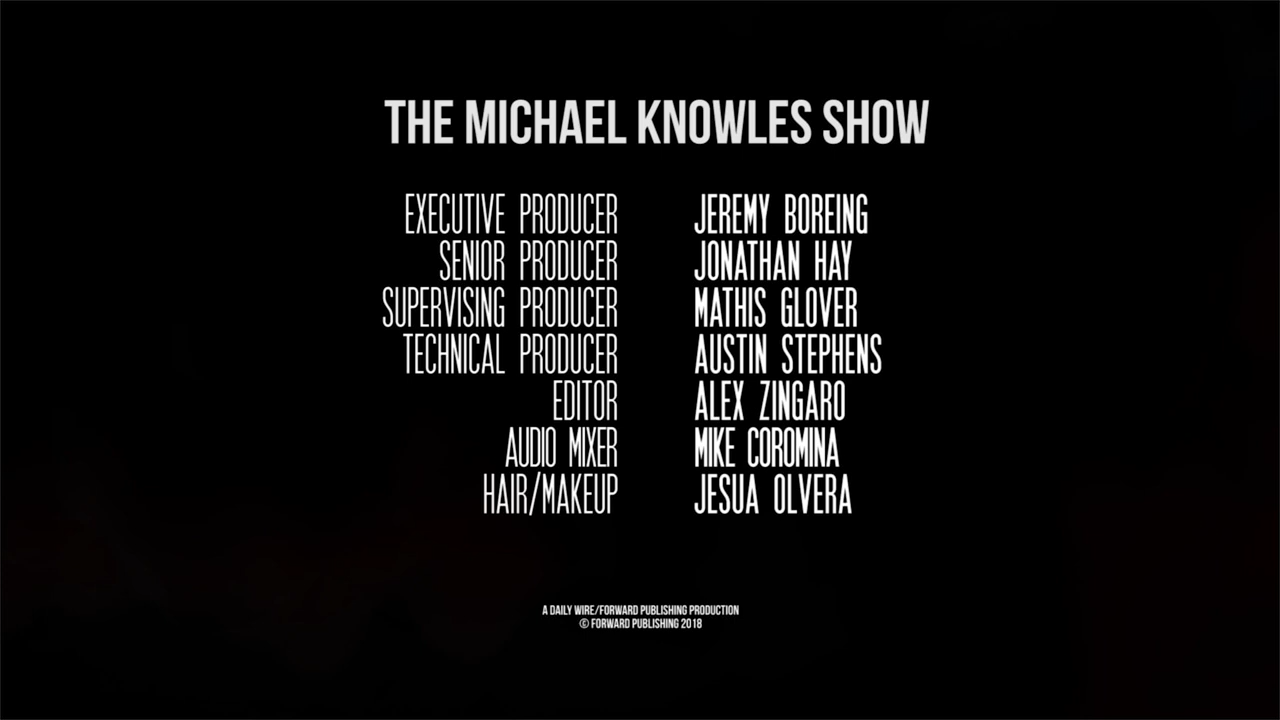 THE MICHAEL KNOWLES SHOW
EXECUTIVE PRODUCER JEREMY BOREING
SENIOR PRODUCER JONATHAN HAY
SUPERVISING PRODUCER MATHIS GLOVER
TECHNICAL PRODUCER AUSTIN STEPHENS
EDITOR ALEX ZINGARO
AUDIO MIXER MIKE COROMINA
HAIR/MAKEUP JESUA OLVERA
A DAILY WIRE/FORWARD PUBLISHING PRODUCTION
© FORWARD PUBLISHING 2018